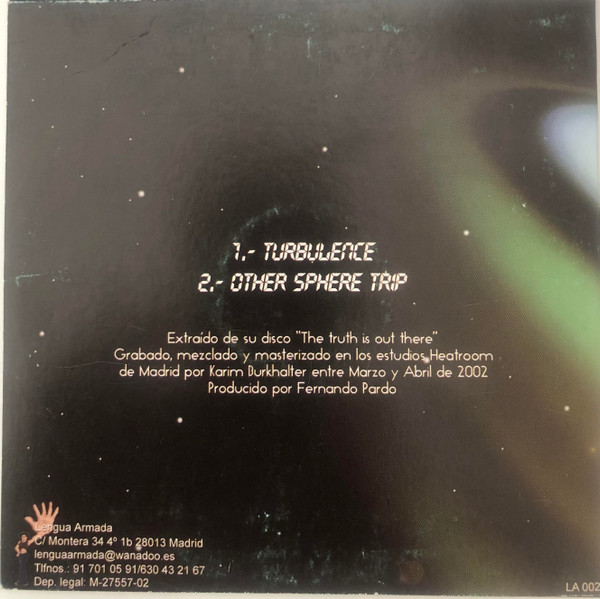 1.- TURBULENCE
2.- OTHER SPHERE TRIP
Extraído de su disco "The truth is out there"
Grabado, mezclado y masterizado en los estudios Heatroom
de Madrid por Karim Burkhalter entre Marzo y Abril de 2002
Producido por Fernando Pardo
Lengua Armada
C/ Montera 34 4º 1b 28013 Madrid
lenguaarmada@wanadoo.es
Tlfnos.: 91 701 05 91/630 43 21 67
Dep. legal: M-27557-02
LA 002